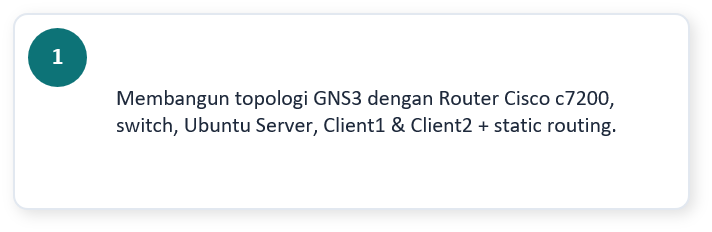 1
Membangun topologi GNS3 dengan Router Cisco c7200,
switch, Ubuntu Server, Client1 & Client2 + static routing.